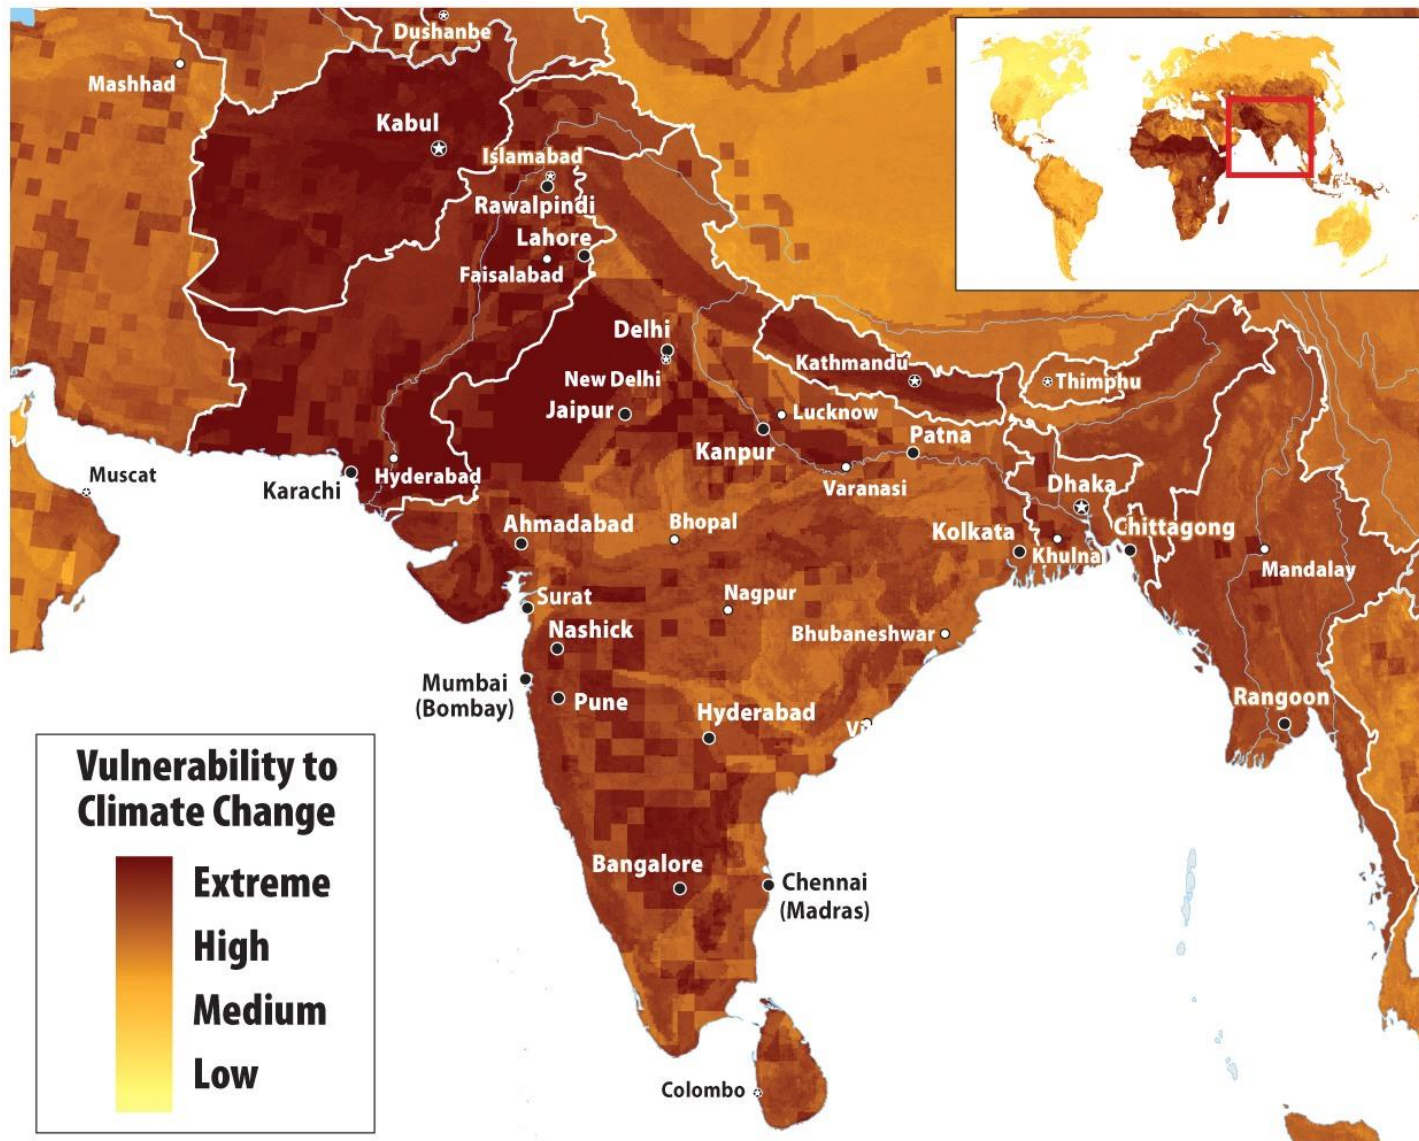 Dushanbe
Mashhad
Kabul
Islamabad
Rawalpindi
Lahore
Faisalabad
Delhi
New Delhi
Jaipur
Kathmandu
Thimphu
Lucknow
Kanpur
Patna
Varanasi
Muscat
Karachi
Hyderabad
Dhaka
Ahmadabad
Bhopal
Kolkata
Khulna
Chittagong
Mandalay
Surat
Nagpur
Nashick
Bhubaneshwar
Mumbai
(Bombay)
Pune
Hyderabad
Vi
Rangoon
Bangalore
Chennai
(Madras)
Colombo
Vulnerability to
Climate Change
Extreme
High
Medium
Low